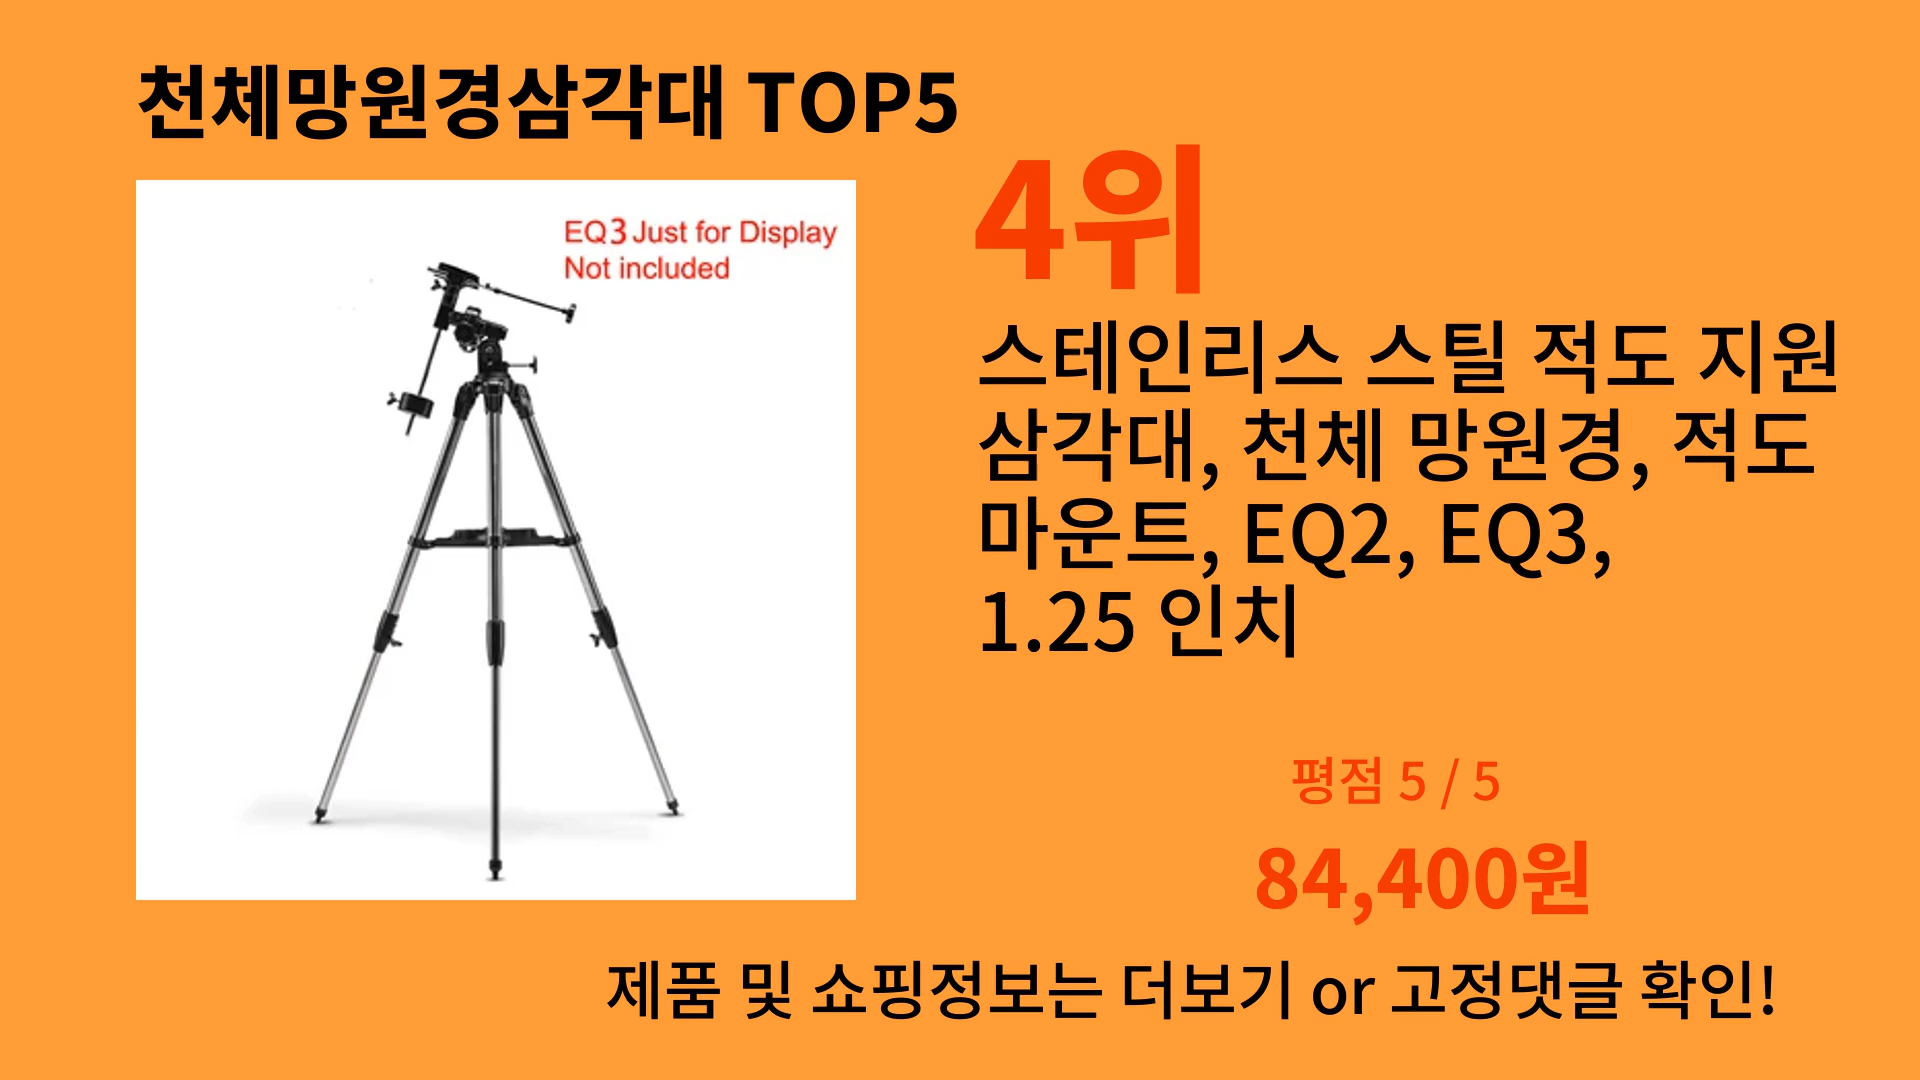 천체망원경삼각대 TOP5
4위
EQ3 Just for Display
Not included
스테인리스 스틸 적도 지원
삼각대, 천체 망원경, 적도
마운트, EQ2, EQ3,
1.25 인치
평점 5 / 5
84,400원
제품 및 쇼핑정보는 더보기 or 고정댓글 확인!